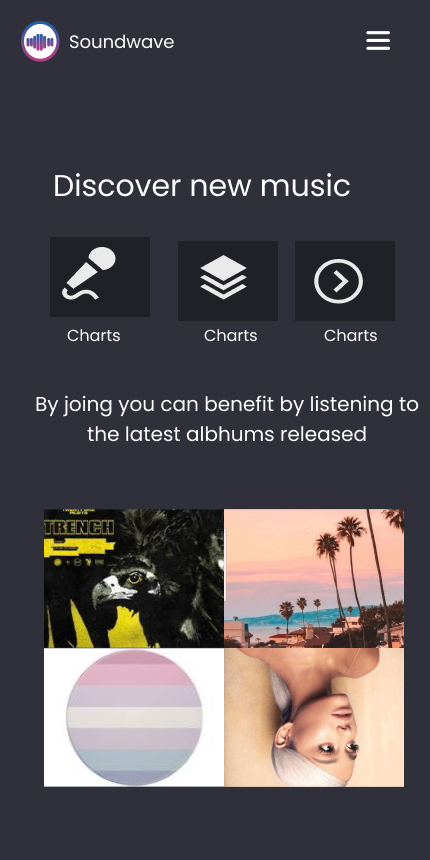 Soundwave
Discover new music
Charts Charts Charts
By joing you can benefit by listening to
the latest albhums released
TRENCH